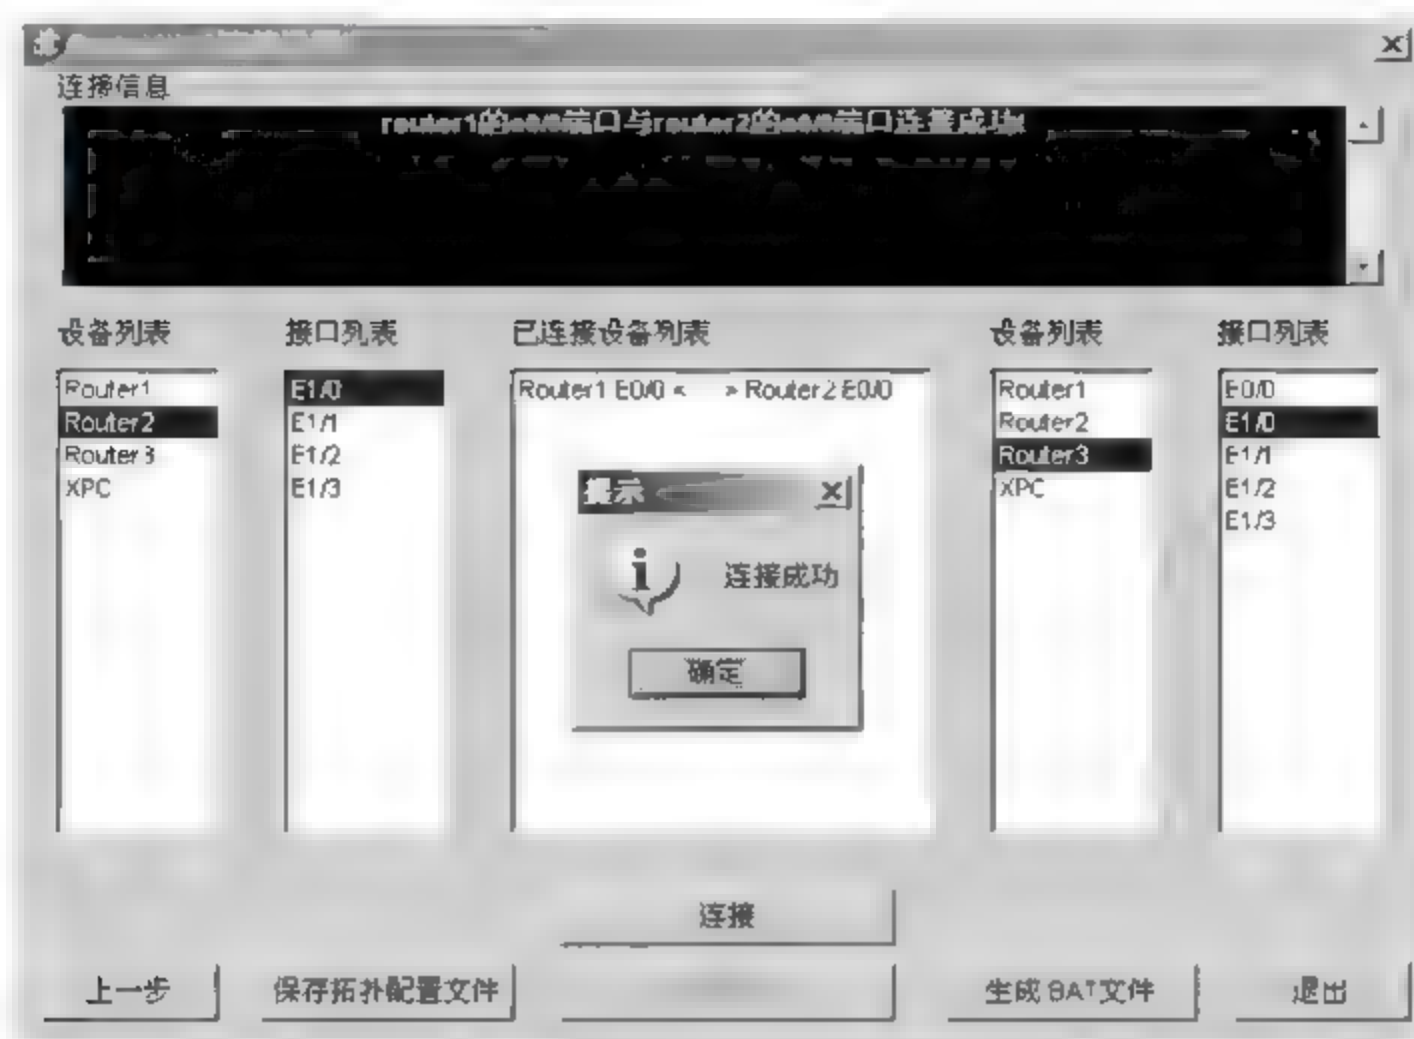 连接信息
router1的e0/0端口与router2的e0/0端口连接成功!
设备列表
接口列表
已连接设备列表
设备列表
接口列表
Router1
Router2
Router3
XPC
E1/0
E1/1
E1/2
E1/3
Router1 E0/0 < > Router2 E0/0
Router1
Router2
Router3
XPC
E0/0
E1/0
E1/1
E1/2
E1/3
提示
连接成功
确定
连接
上一步
保存拓扑配置文件
生成BAT文件
退出